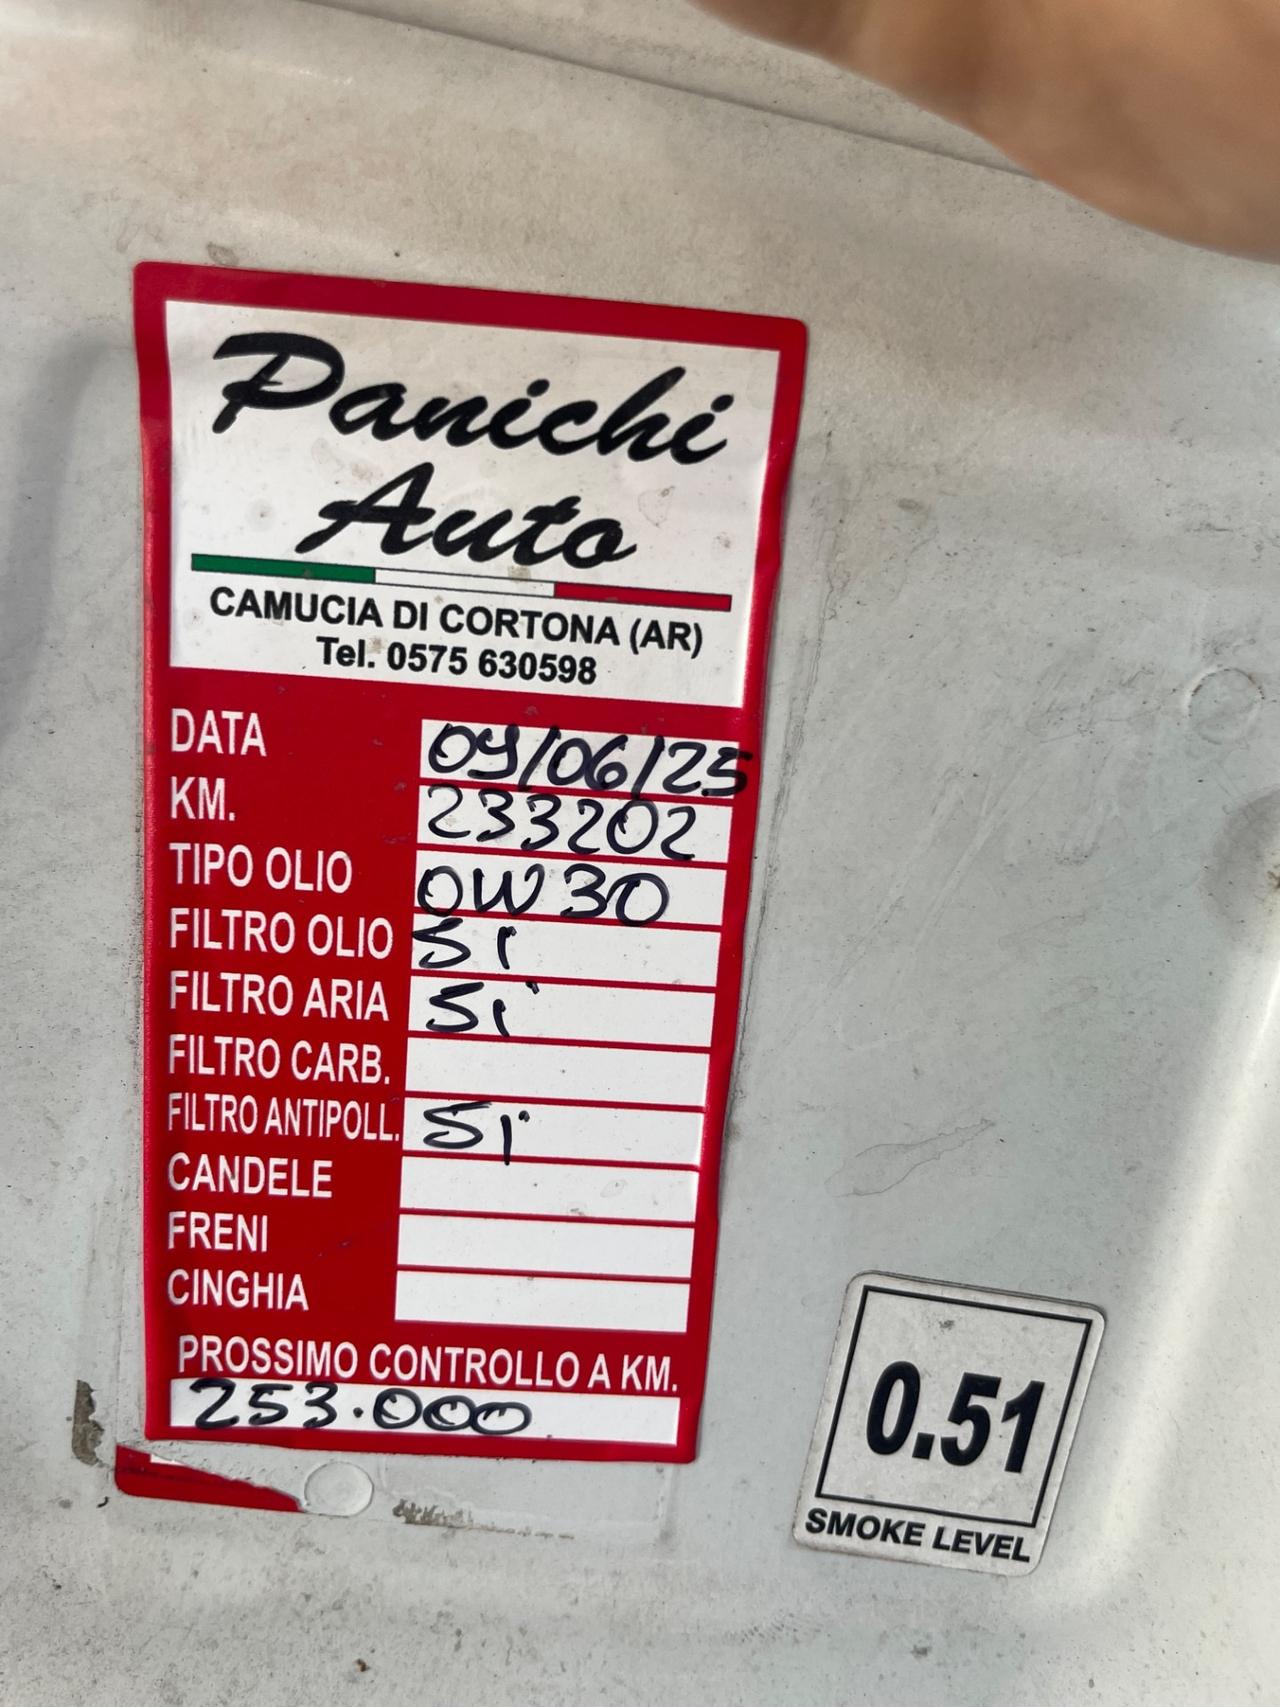 Panichi
Auto
CAMUCIA DI CORTONA (AR)
Tel. 0575 630598
DATA 09/06/25
KM. 233202
TIPO OLIO 0W30
FILTRO OLIO Si
FILTRO ARIA Si
FILTRO CARB.
FILTRO ANTIPOLL. Si
CANDELE
FRENI
CINGHIA
PROSSIMO CONTROLLO A KM.
253.000
0.51
SMOKE LEVEL